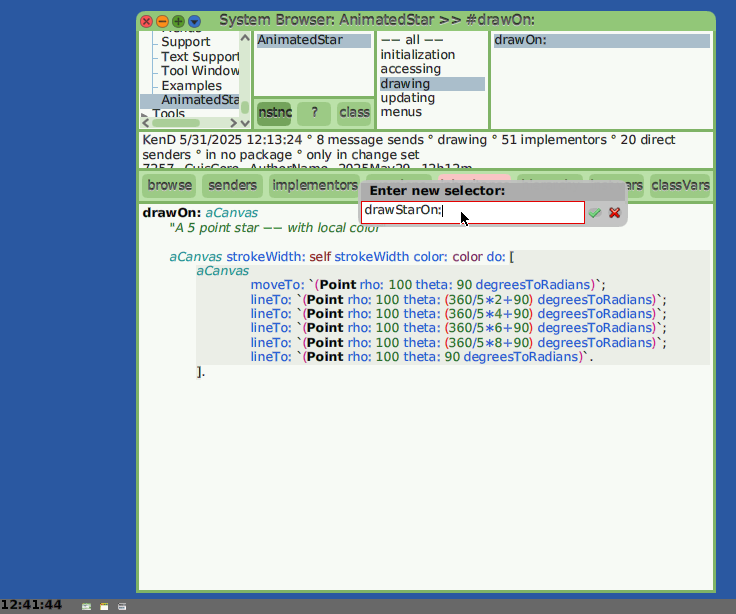 System Browser: AnimatedStar >> #drawOn:
Support
Text Support
Tool Window
Examples
AnimatedSta
Tools
AnimatedStar
instnc
?
class
—— all ——
initialization
accessing
drawing
updating
menus
drawOn:
KenD 5/31/2025 12:13:24 ° 8 message sends ° drawing ° 51 implementors ° 20 direct
senders ° in no package ° only in change set
browse
senders
implementors
classVars
Enter new selector:
drawStarOn:
drawOn: aCanvas
"A 5 point star —— with local color
aCanvas strokeWidth: self strokeWidth color: color do: [
aCanvas
moveTo: `(Point rho: 100 theta: 90 degreesToRadians)`;
lineTo: `(Point rho: 100 theta: (360/5*2+90) degreesToRadians)`;
lineTo: `(Point rho: 100 theta: (360/5*4+90) degreesToRadians)`;
lineTo: `(Point rho: 100 theta: (360/5*6+90) degreesToRadians)`;
lineTo: `(Point rho: 100 theta: (360/5*8+90) degreesToRadians)`;
lineTo: `(Point rho: 100 theta: 90 degreesToRadians)`.
].
12:41:44